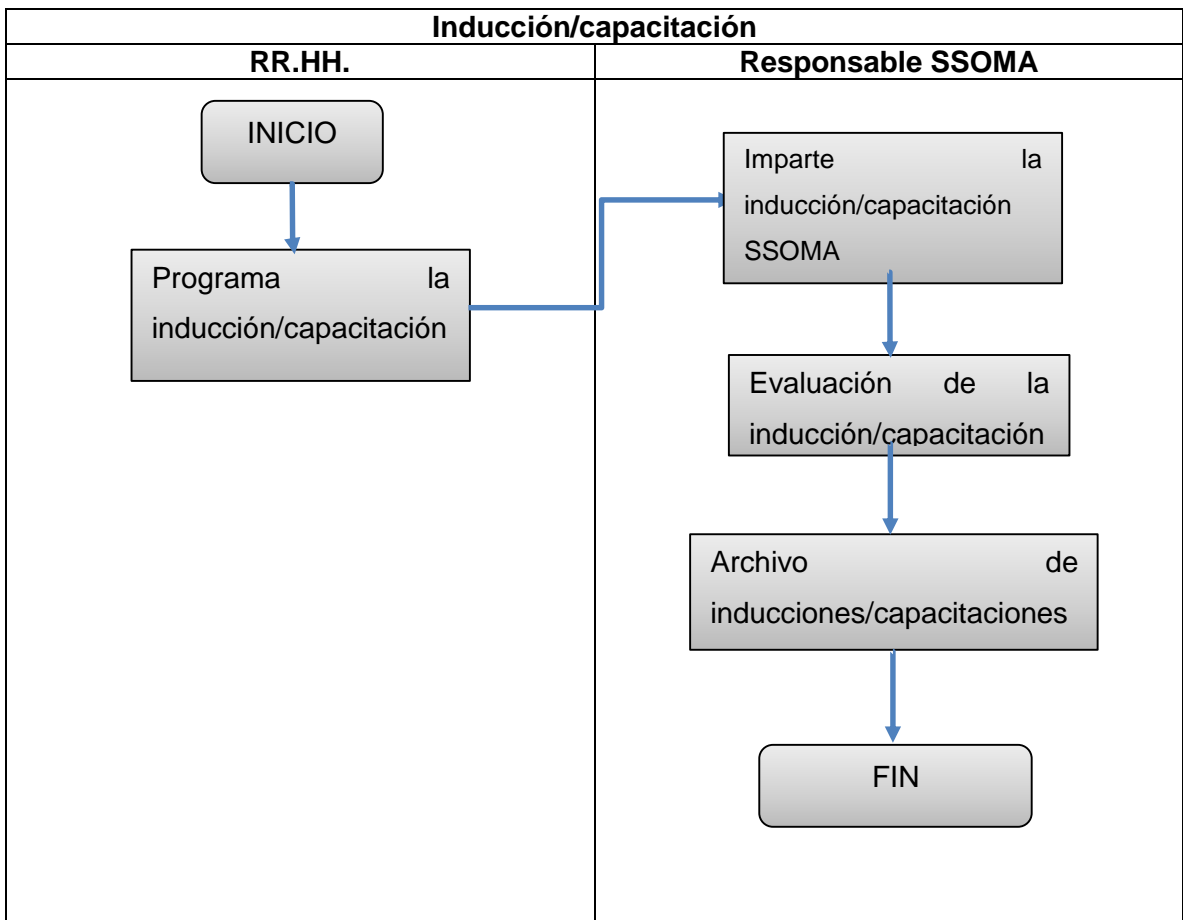 Inducción/capacitación
RR.HH.
Responsable SSOMA
INICIO
Programa la
inducción/capacitación
Imparte la
inducción/capacitación
SSOMA
Evaluación de la
inducción/capacitación
Archivo de
inducciones/capacitaciones
FIN